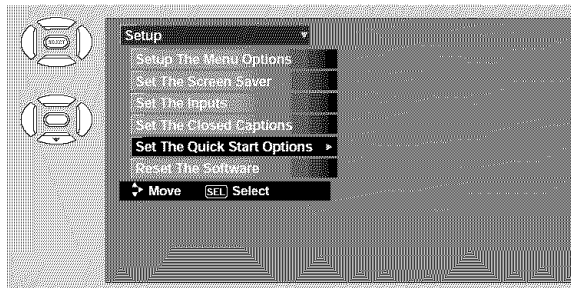 SELECT
Setup
Setup The Menu Options
Set The Screen Saver
Set The Inputs
Set The Closed Captions
Set The Quick Start Options
Reset The Software
Move SEL Select